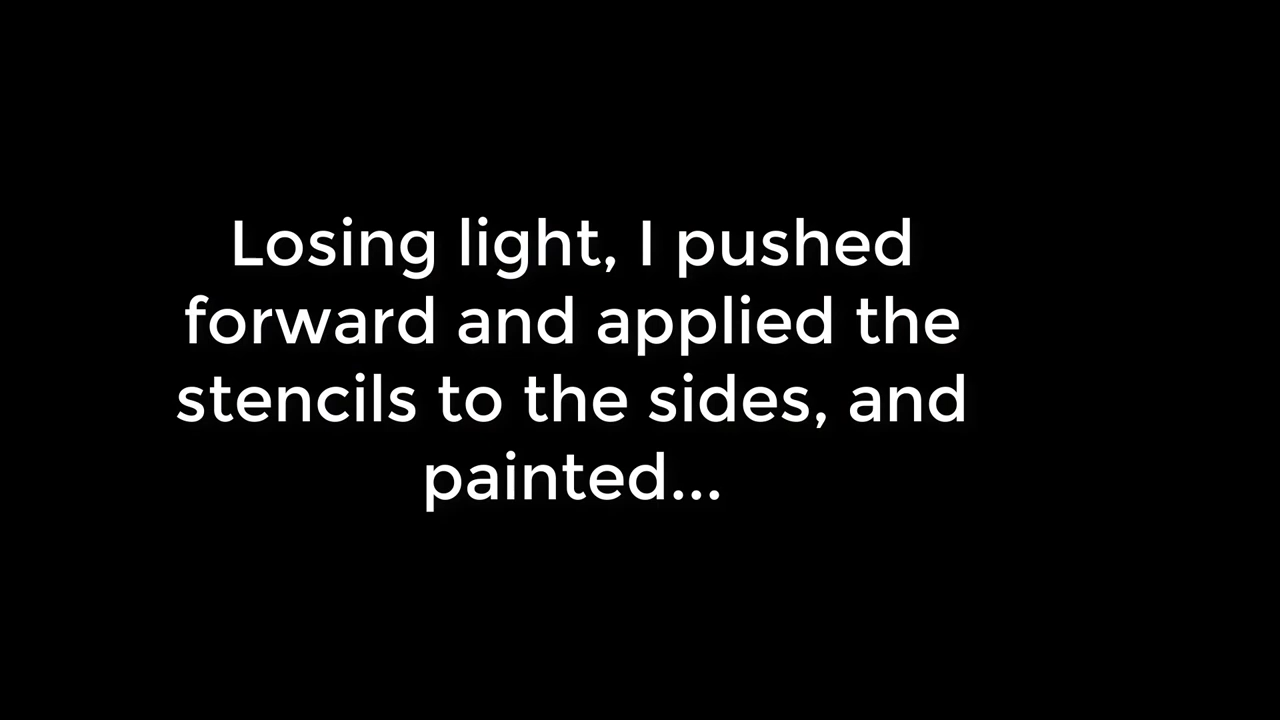 Losing light, I pushed
forward and applied the
stencils to the sides, and
painted...